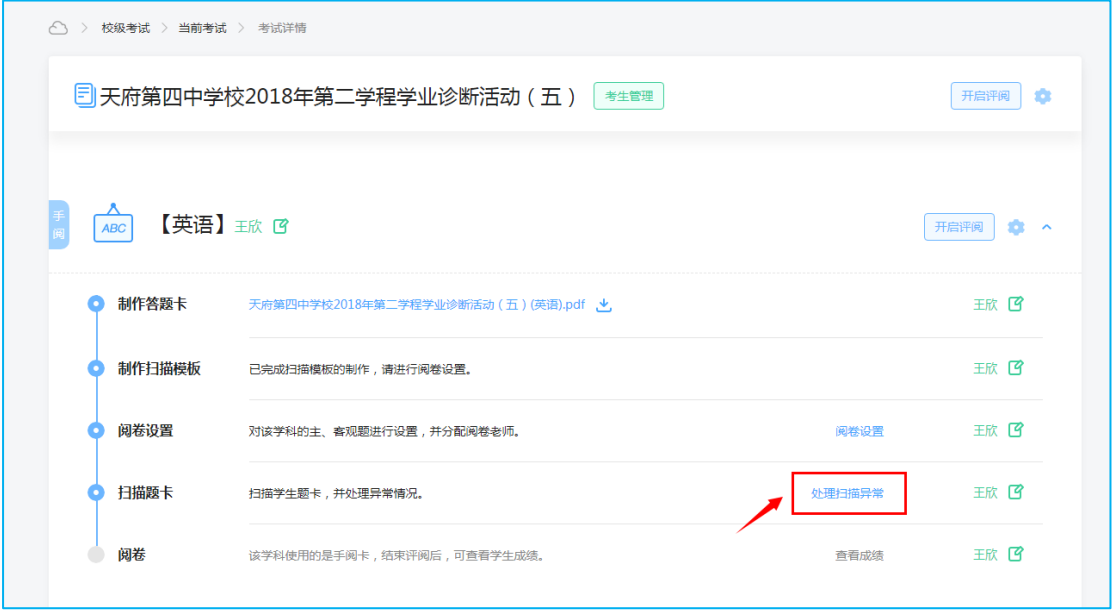 校级考试 > 当前考试 > 考试详情
天府第四中学校2018年第二学程学业诊断活动（五） 考生管理 开启评阅
手阅 ABC 【英语】 王欣 开启评阅
制作答题卡 天府第四中学校2018年第二学程学业诊断活动（五）(英语).pdf 王欣
制作扫描模板 已完成扫描模板的制作，请进行阅卷设置。 王欣
阅卷设置 对该学科的主、客观题进行设置，并分配阅卷老师。 阅卷设置 王欣
扫描题卡 扫描学生题卡，并处理异常情况。 处理扫描异常 王欣
阅卷 该学科使用的是手阅卡，结束评阅后，可查看学生成绩。 查看成绩 王欣